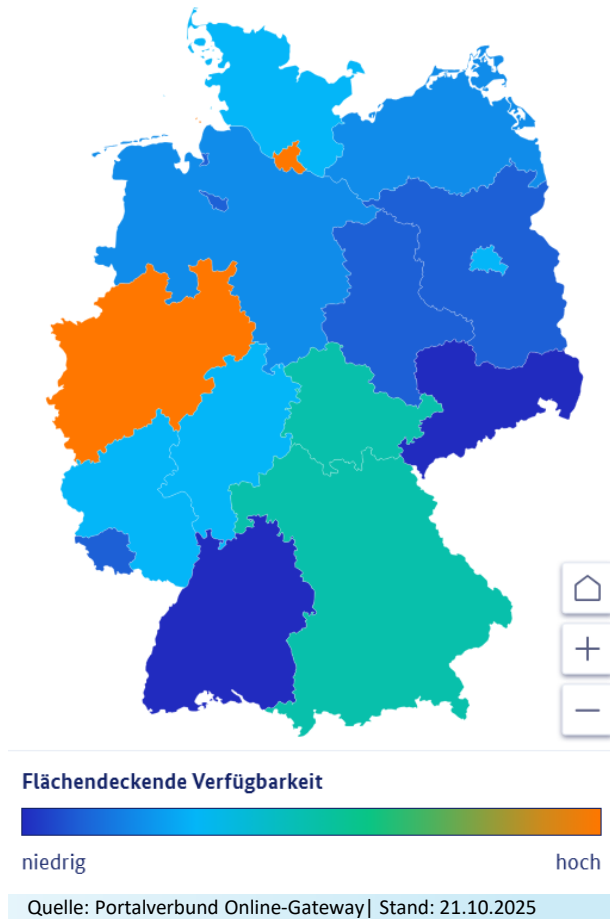 Flächendeckende Verfügbarkeit
niedrig
hoch
Quelle: Portalverbund Online-Gateway| Stand: 21.10.2025